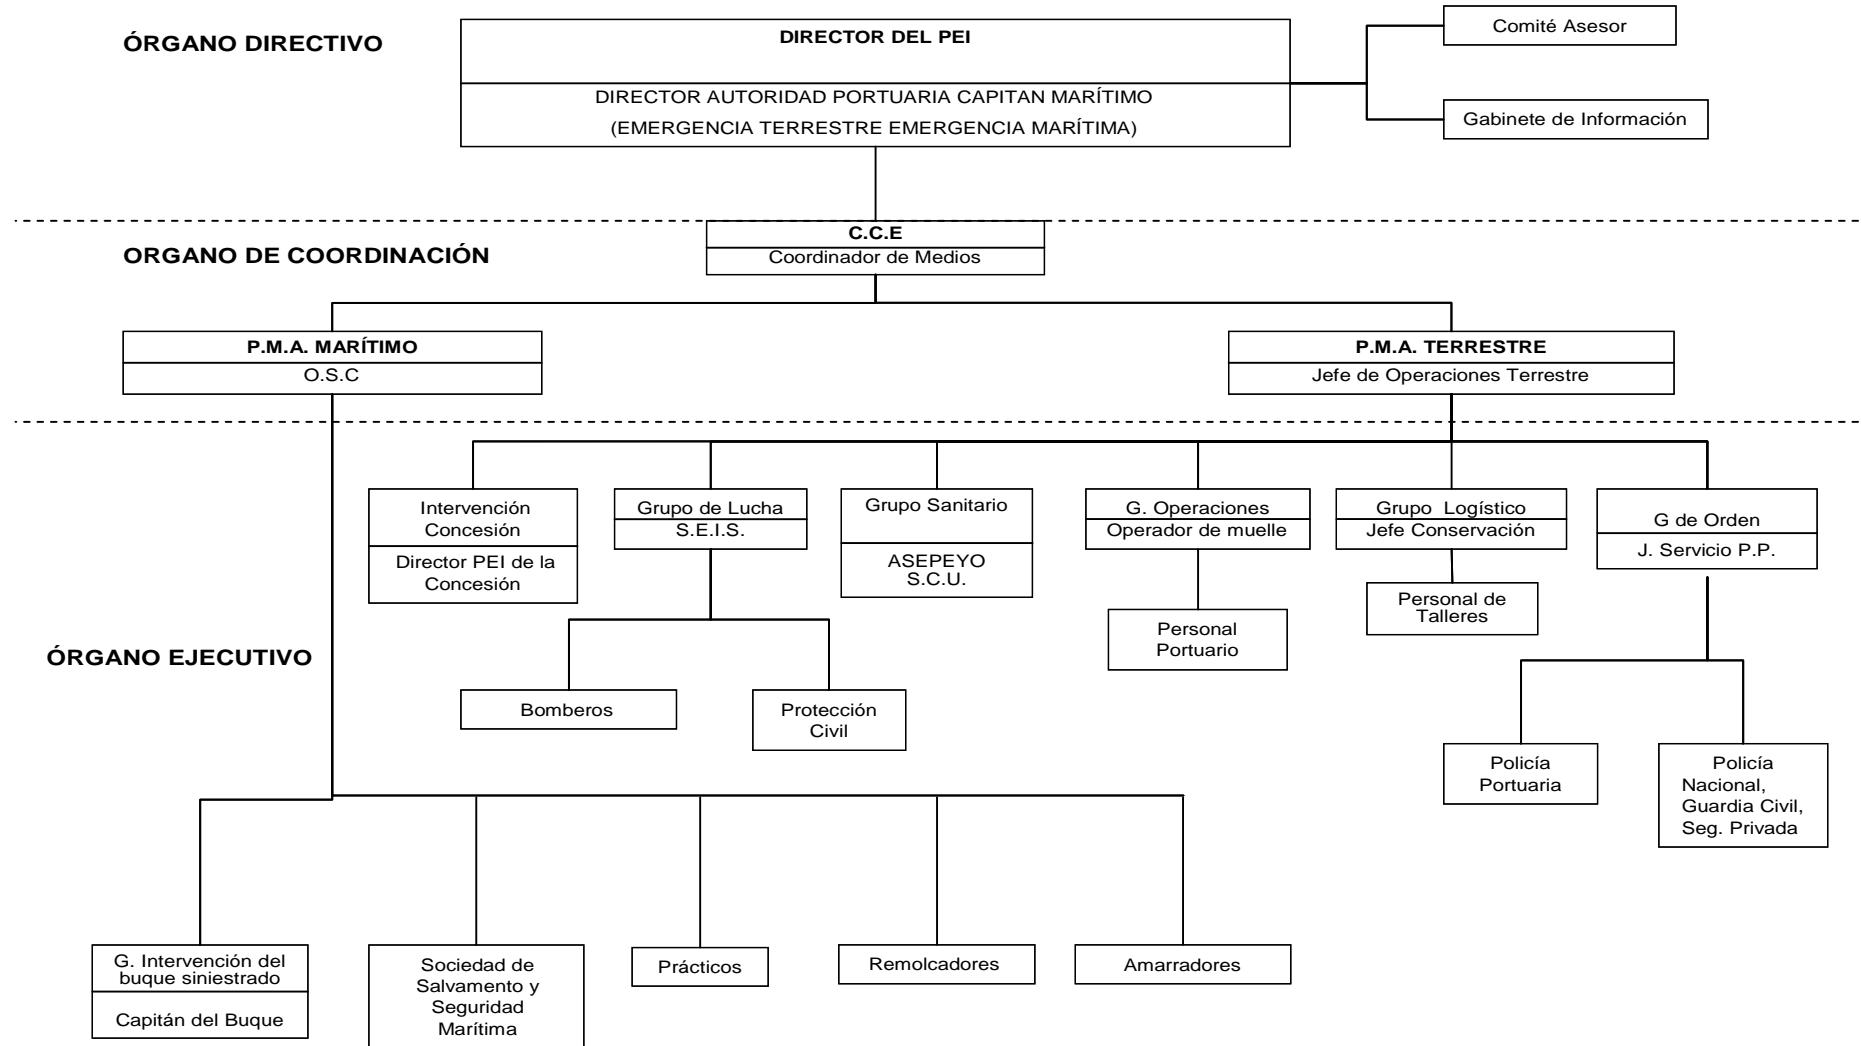 ÓRGANO DIRECTIVO
DIRECTOR DEL PEI
DIRECTOR AUTORIDAD PORTUARIA CAPITAN MARÍTIMO
(EMERGENCIA TERRESTRE EMERGENCIA MARÍTIMA)
Comité Asesor
Gabinete de Información
ORGANO DE COORDINACIÓN
C.C.E
Coordinador de Medios
P.M.A. MARÍTIMO
O.S.C
P.M.A. TERRESTRE
Jefe de Operaciones Terrestre
ÓRGANO EJECUTIVO
Intervención
Concesión
Director PEI de la
Concesión
Grupo de Lucha
S.E.I.S.
Grupo Sanitario
ASEPEYO
S.C.U.
G. Operaciones
Operador de muelle
Grupo Logístico
Jefe Conservación
G de Orden
J. Servicio P.P.
Bomberos
Protección
Civil
Personal
Portuario
Personal de
Talleres
Policía
Portuaria
Policía
Nacional,
Guardia Civil,
Seg. Privada
G. Intervención del
buque siniestrado
Capitán del Buque
Sociedad de
Salvamento y
Seguridad
Marítima
Prácticos
Remolcadores
Amarradores